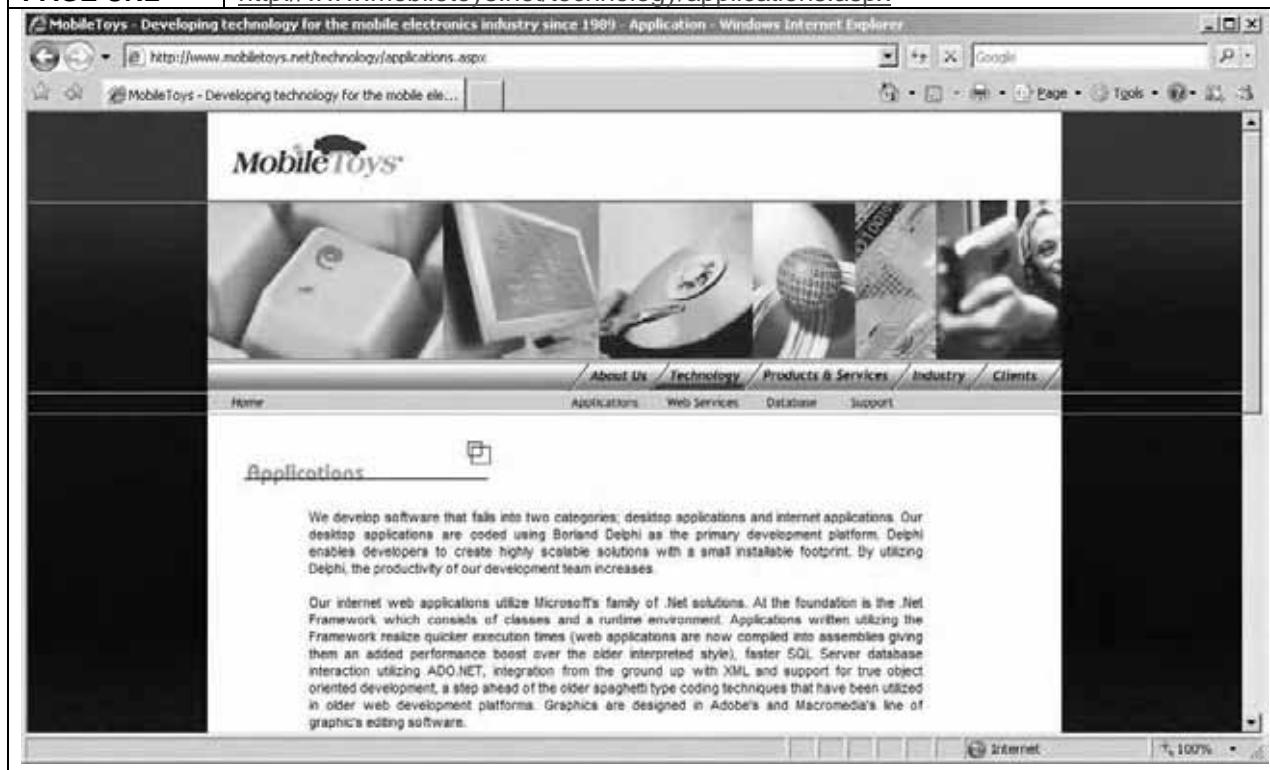 http://www.mobiletoys.net/technology/applications.aspx
MobileToys - Developing technology for the mobile electronics industry since 1989 - Application - Windows Internet Explorer
http://www.mobiletoys.net/technology/applications.aspx
Google
MobileToys - Developing technology for the mobile ele...
Page Tools
MobileToys
About Us Technology Products & Services Industry Clients
Home Applications Web Services Database Support
Applications
We develop software that falls into two categories; desktop applications and internet applications. Our
desktop applications are coded using Borland Delphi as the primary development platform. Delphi
enables developers to create highly scalable solutions with a small installable footprint. By utilizing
Delphi, the productivity of our development team increases.
Our internet web applications utilize Microsoft's family of .Net solutions. At the foundation is the .Net
Framework which consists of classes and a runtime environment. Applications written utilizing the
Framework realize quicker execution times (web applications are now compiled into assemblies giving
them an added performance boost over the older interpreted style), faster SQL Server database
interaction utilizing ADO.NET, integration from the ground up with XML and support for true object
oriented development, a step ahead of the older spaghetti type coding techniques that have been utilized
in older web development platforms. Graphics are designed in Adobe's and Macromedia's line of
graphic's editing software.
Internet 100%